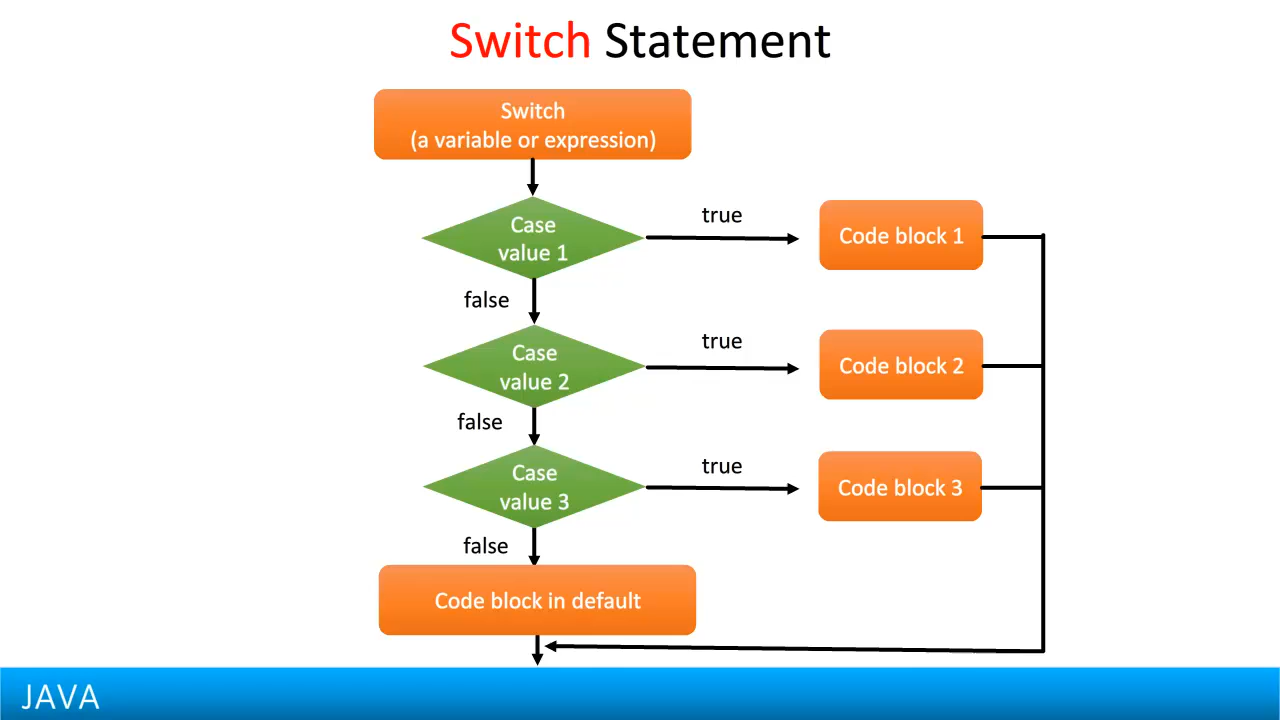 Switch Statement
Switch
(a variable or expression)
Case
value 1
true
Code block 1
false
Case
value 2
true
Code block 2
false
Case
value 3
true
Code block 3
false
Code block in default
JAVA